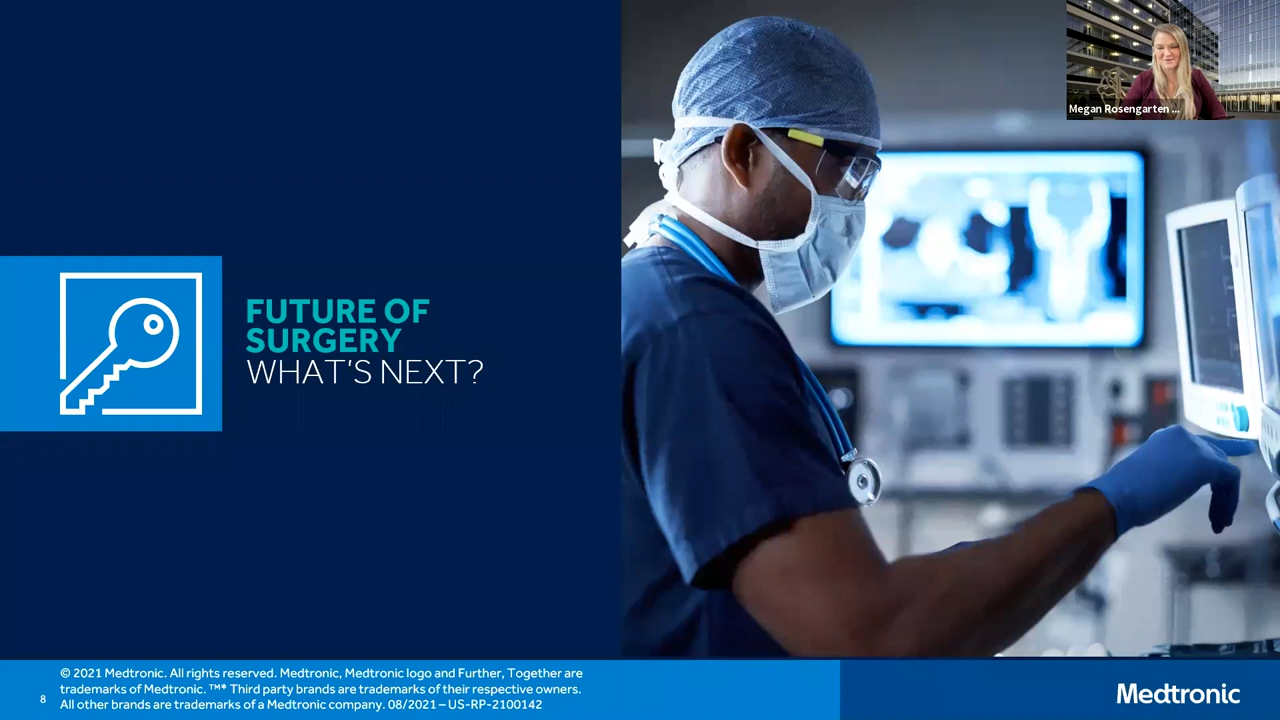 Megan Rosengarten ...
FUTURE OF
SURGERY
WHAT'S NEXT?
8
© 2021 Medtronic. All rights reserved. Medtronic, Medtronic logo and Further, Together are
trademarks of Medtronic. ™* Third party brands are trademarks of their respective owners.
All other brands are trademarks of a Medtronic company. 08/2021 – US-RP-2100142
Medtronic